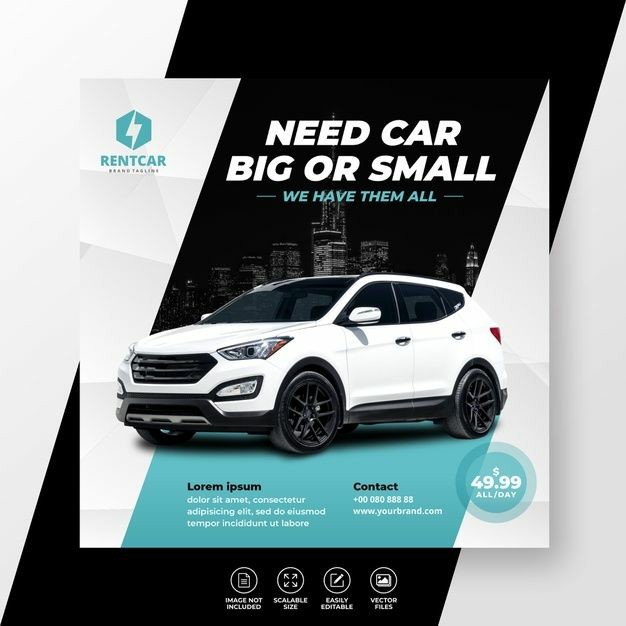 RENTCAR
BRAND TAGLINE
NEED CAR
BIG OR SMALL
WE HAVE THEM ALL
Lorem ipsum
dolor sit amet, consectetur
adipisicing elit, sed do eiusmod
tempor incididunt ut labore
Contact
+00 080 888 88
www.yourbrand.com
$
49.99
ALL/DAY
IMAGE NOT
INCLUDED
SCALABLE
SIZE
EASILY
EDITABLE
VECTOR
FILES